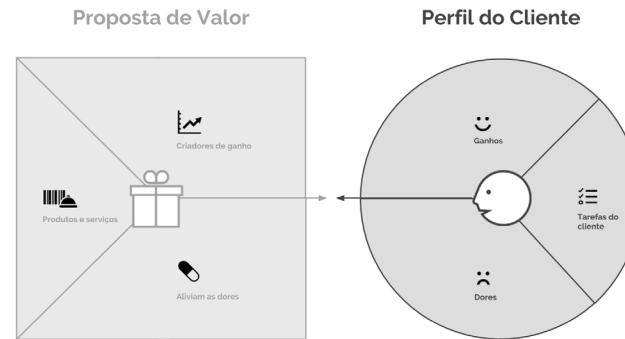 Proposta de Valor
Perfil do Cliente
Criadores de ganho
Produtos e serviços
Aliviam as dores
Ganhos
Tarefas do
cliente
Dores